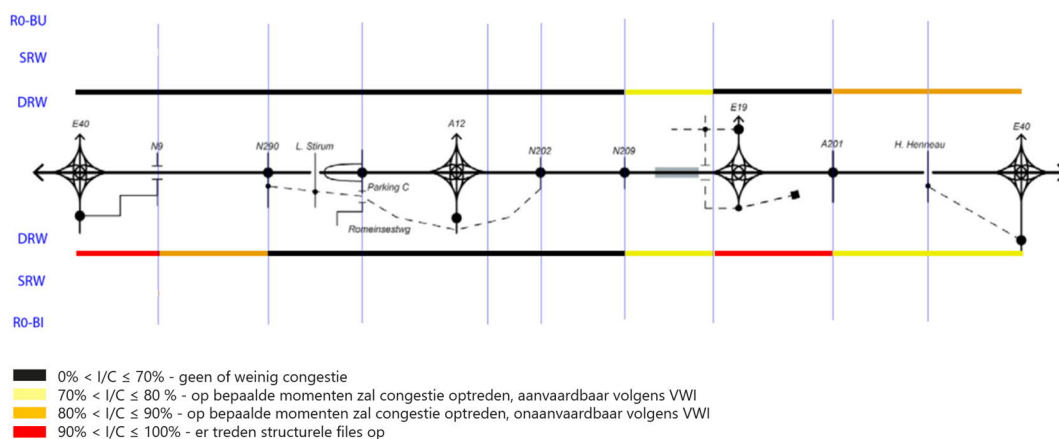 R0-BU
SRW
DRW
E40
N9
N290
L. Stirum
A12
N202
N209
E19
A201
H. Henneau
E40
Parking C
Romeinsestwg
DRW
SRW
R0-BI
0% < I/C ≤ 70% - geen of weinig congestie
70% < I/C ≤ 80 % - op bepaalde momenten zal congestie optreden, aanvaardbaar volgens VWI
80% < I/C ≤ 90% - op bepaalde momenten zal congestie optreden, onaanvaardbaar volgens VWI
90% < I/C ≤ 100% - er treden structurele files op